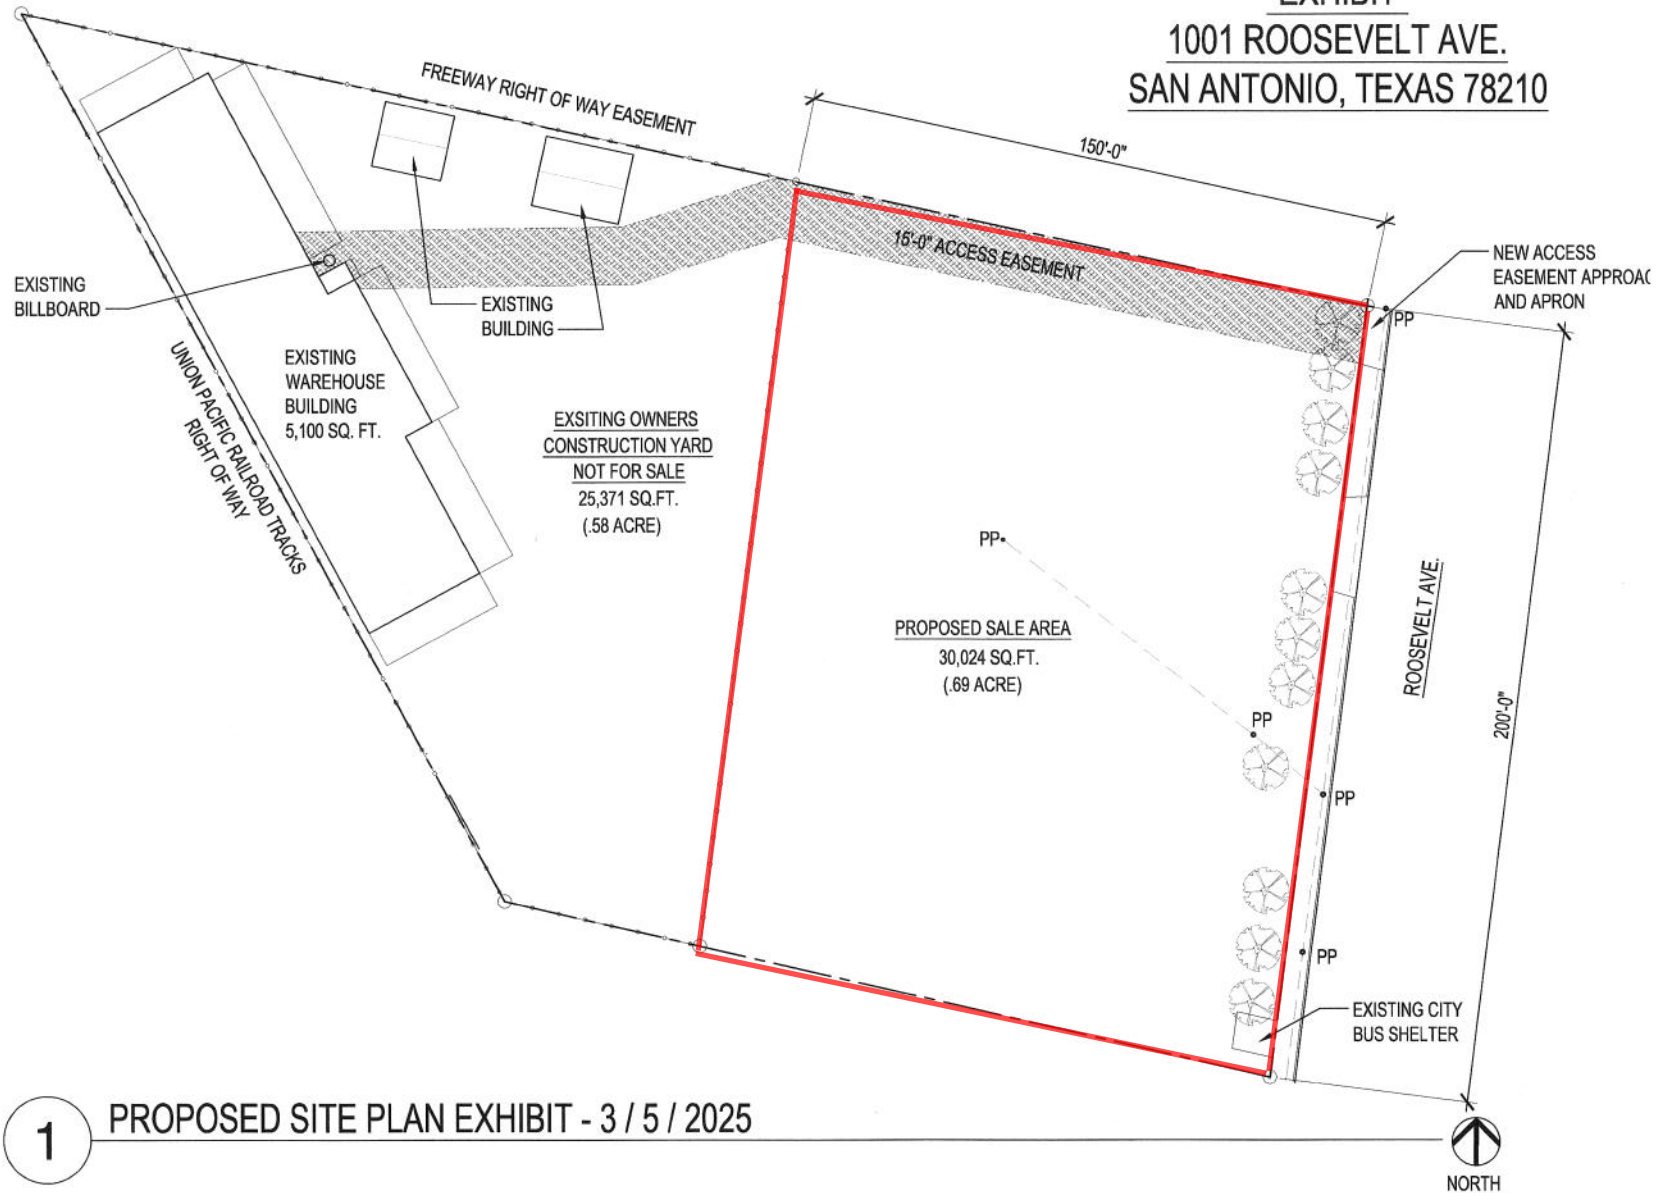 EXHIBIT
1001 ROOSEVELT AVE.
SAN ANTONIO, TEXAS 78210
FREEWAY RIGHT OF WAY EASEMENT
150'-0"
15'-0" ACCESS EASEMENT
NEW ACCESS
EASEMENT APPROAC
AND APRON
PP
EXISTING
BILLBOARD
EXISTING
BUILDING
UNION PACIFIC RAILROAD TRACKS
RIGHT OF WAY
EXISTING
WAREHOUSE
BUILDING
5,100 SQ. FT.
EXSITING OWNERS
CONSTRUCTION YARD
NOT FOR SALE
25,371 SQ.FT.
(.58 ACRE)
PP
PROPOSED SALE AREA
30,024 SQ.FT.
(.69 ACRE)
ROOSEVELT AVE.
200'-0"
PP
PP
PP
EXISTING CITY
BUS SHELTER
1
PROPOSED SITE PLAN EXHIBIT - 3 / 5 / 2025
NORTH